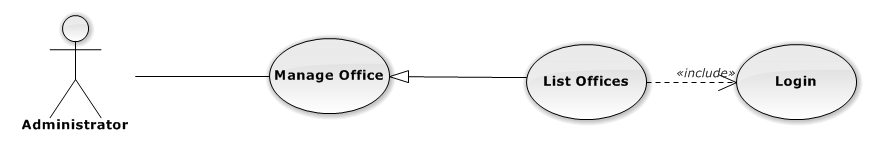 Administrator
Manage Office
List Offices
«include»
Login